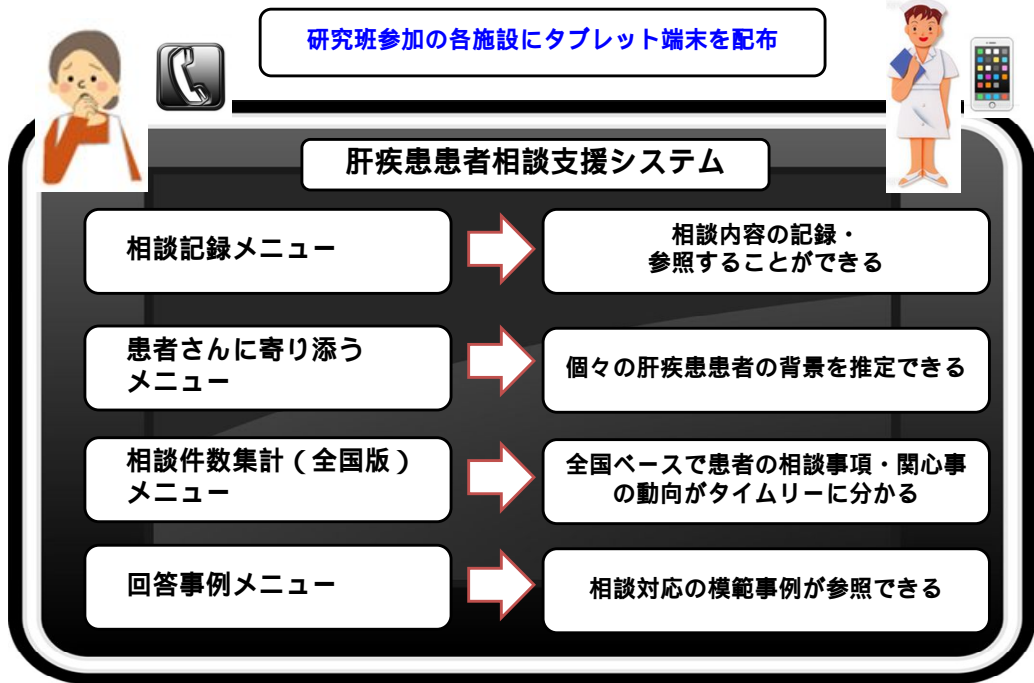 研究班参加の各施設にタブレット端末を配布
肝疾患患者相談支援システム
相談記録メニュー
相談内容の記録・
参照することができる
患者さんに寄り添う
メニュー
個々の肝疾患患者の背景を推定できる
相談件数集計(全国版)
メニュー
全国ベースで患者の相談事項・関心事
の動向がタイムリーに分かる
回答事例メニュー
相談対応の模範事例が参照できる